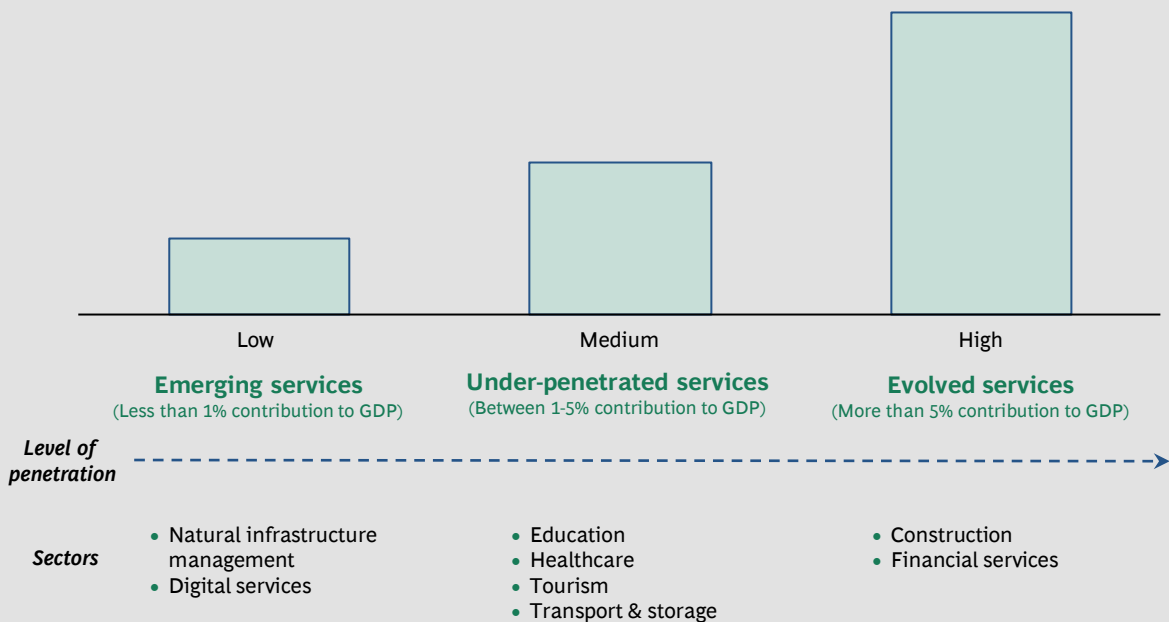 Low
Medium
High
Emerging services
(Less than 1% contribution to GDP)
Under-penetrated services
(Between 1-5% contribution to GDP)
Evolved services
(More than 5% contribution to GDP)
Level of
penetration
Sectors
• Natural infrastructure
management
• Digital services
• Education
• Healthcare
• Tourism
• Transport & storage
• Construction
• Financial services